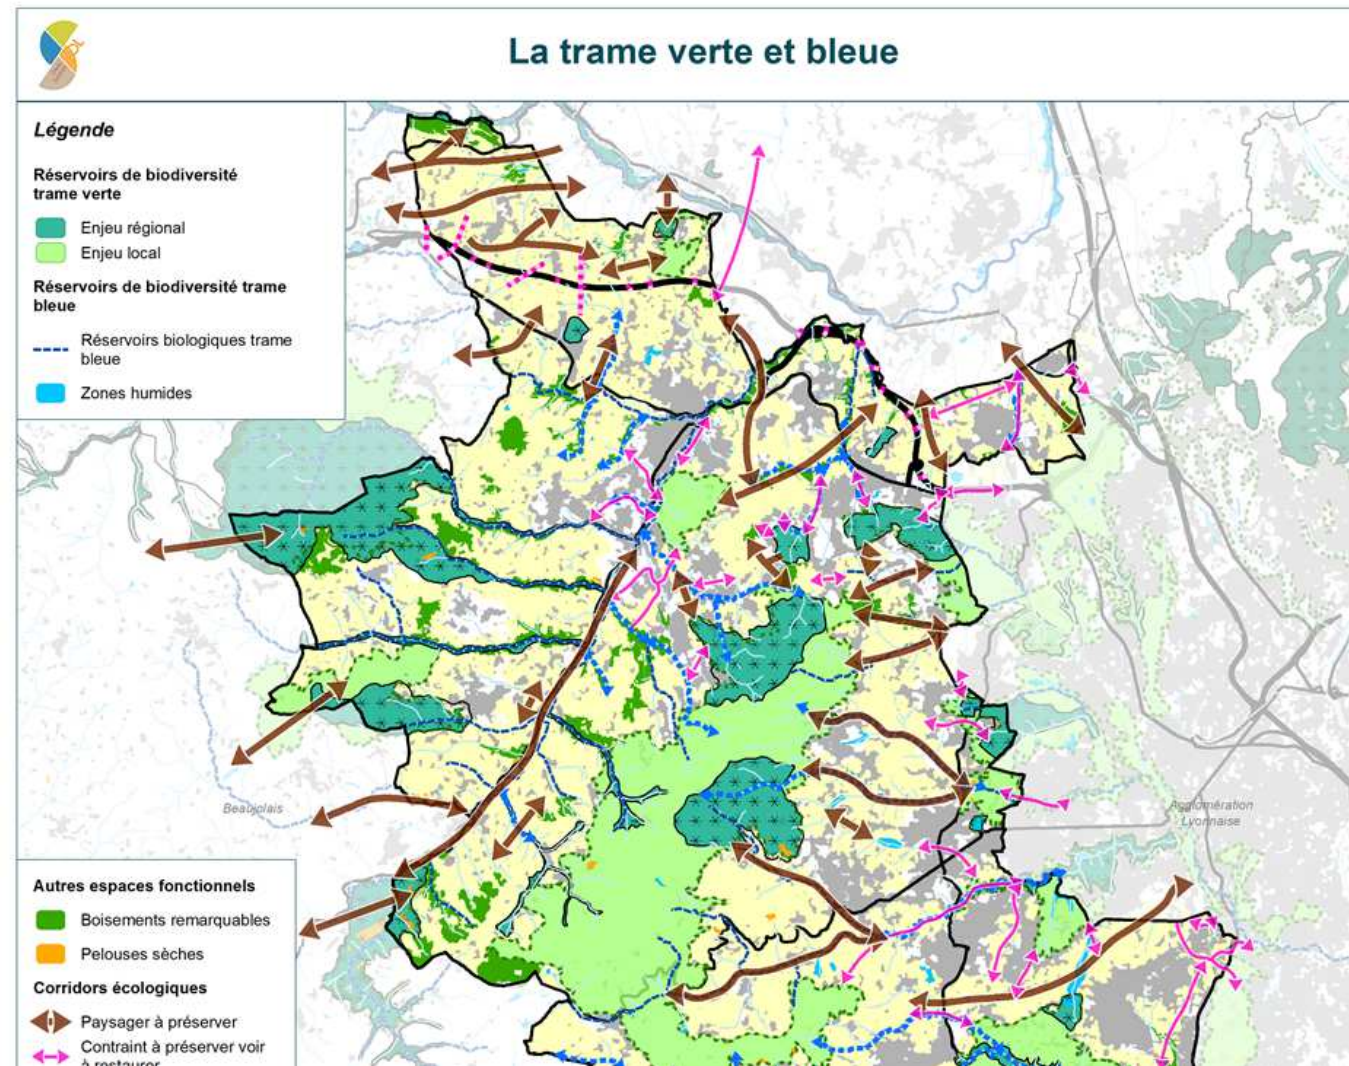 La trame verte et bleue
Légende
Réservoirs de biodiversité
trame verte
Enjeu régional
Enjeu local
Réservoirs de biodiversité trame
bleue
Réservoirs biologiques trame
bleue
Zones humides
Beaujolais
Agglomération
Lyonnaise
Autres espaces fonctionnels
Boisements remarquables
Pelouses sèches
Corridors écologiques
Paysager à préserver
Contraint à préserver voir
à restaurer